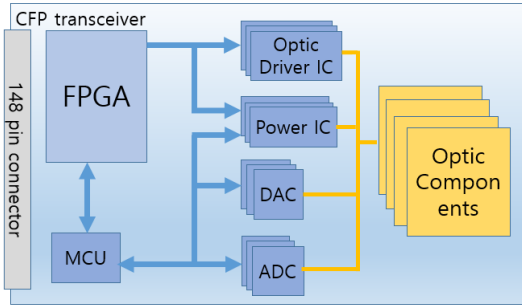 CFP transceiver
148 pin connector
FPGA
MCU
Optic
Driver IC
Power IC
DAC
ADC
Optic
Compon
ents